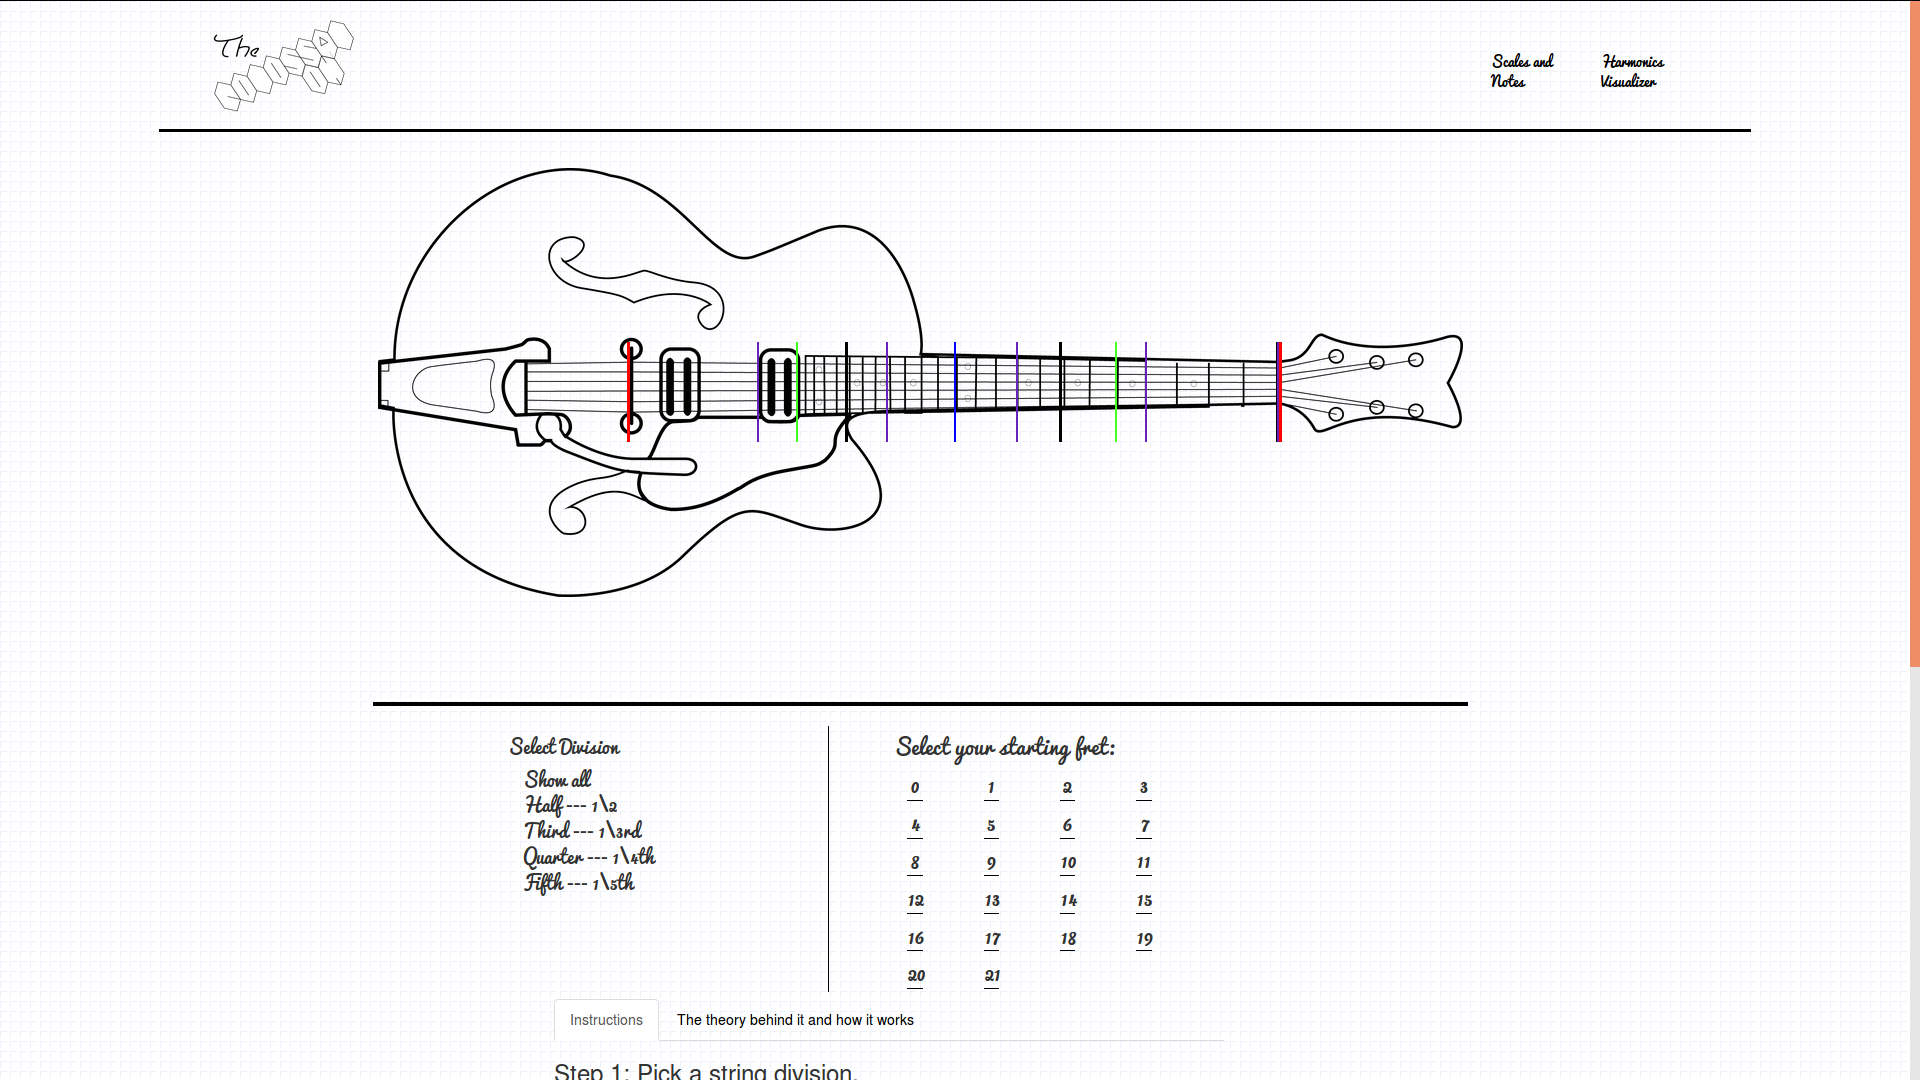 The
Scales and
Notes
Harmonics
Visualizer
Select Division
Show all
Half --- 1\2
Third --- 1\3rd
Quarter --- 1\4th
Fifth --- 1\5th
Select your starting fret:
0 1 2 3
4 5 6 7
8 9 10 11
12 13 14 15
16 17 18 19
20 21
Instructions
The theory behind it and how it works
Step 1: Pick a string division.